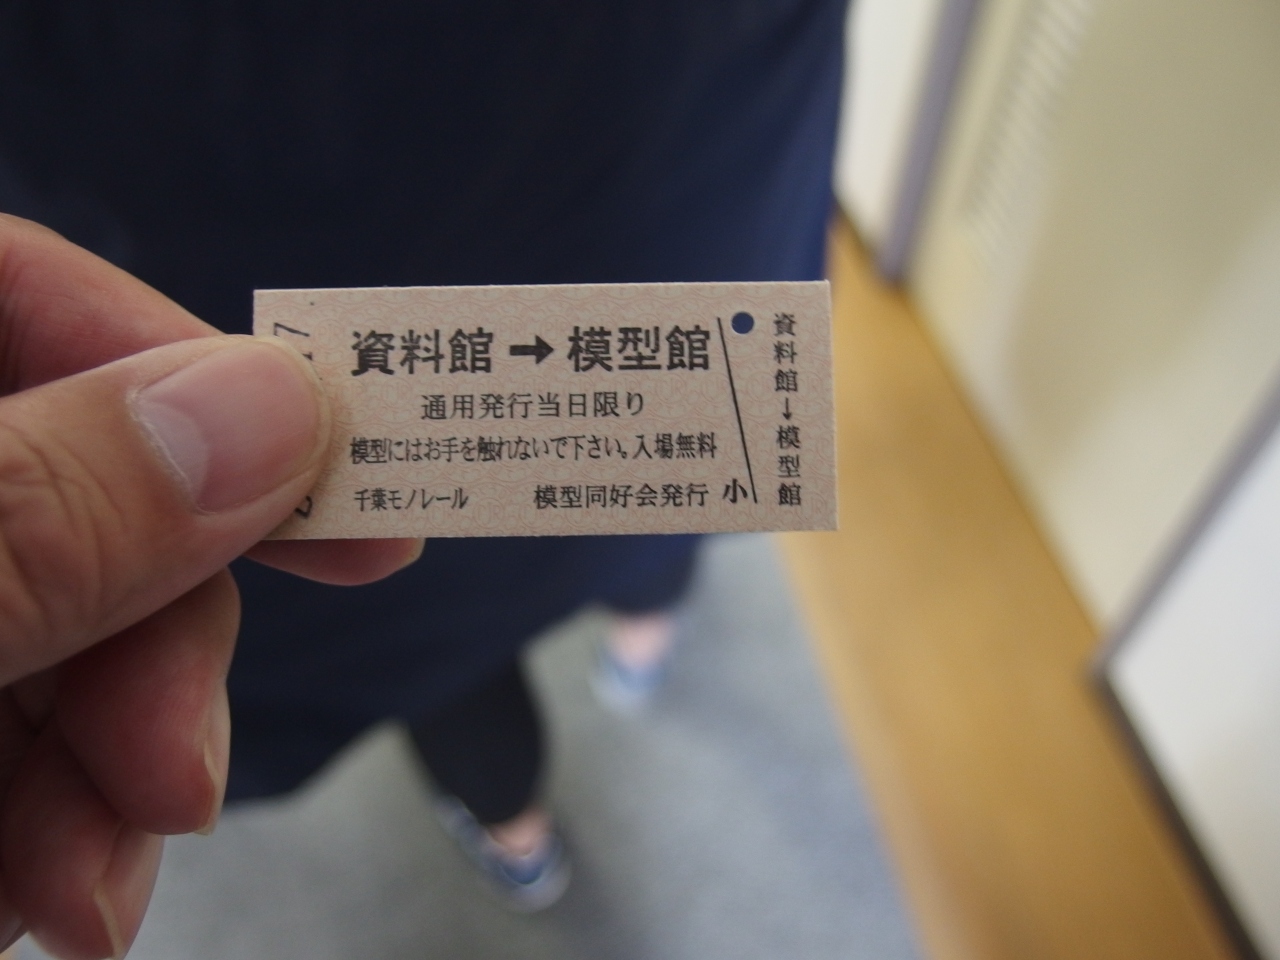 資料館➡模型館
通用発行当日限り
模型にはお手を触れないで下さい。入場無料
千葉モノレール 模型同好会発行
小
資料館↓模型館